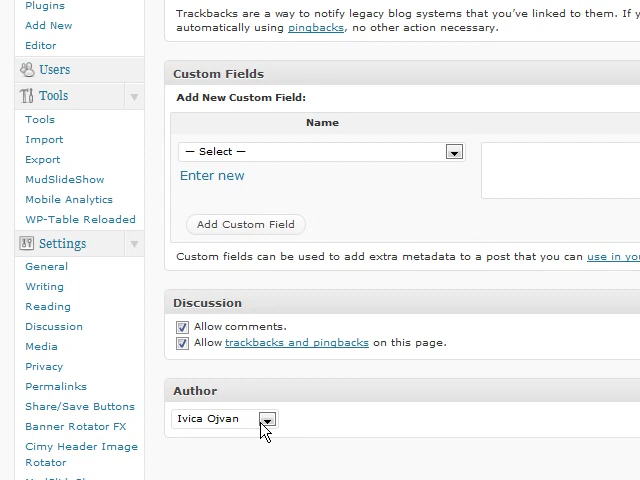 Plugins
Add New
Editor
Users
Tools
Tools
Import
Export
MudSlideShow
Mobile Analytics
WP-Table Reloaded
Settings
General
Writing
Reading
Discussion
Media
Privacy
Permalinks
Share/Save Buttons
Banner Rotator FX
Cimy Header Image
Rotator
Trackbacks are a way to notify legacy blog systems that you've linked to them. If y
automatically using pingbacks, no other action necessary.
Custom Fields
Add New Custom Field:
Name
— Select —
Enter new
Add Custom Field
Custom fields can be used to add extra metadata to a post that you can use in yo
Discussion
Allow comments.
Allow trackbacks and pingbacks on this page.
Author
Ivica Ojvan